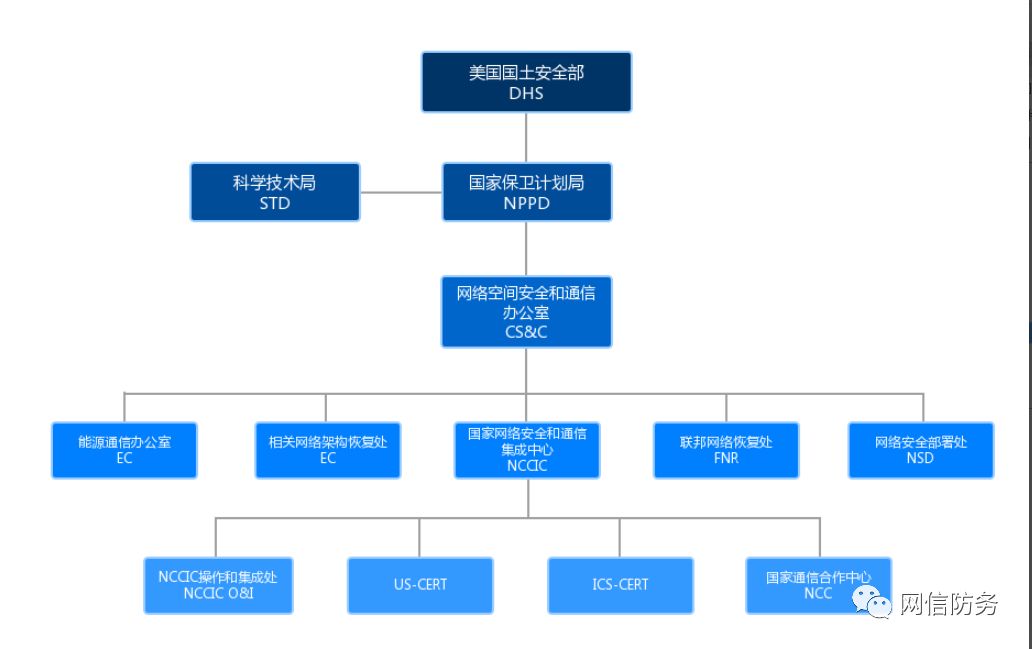 美国国土安全部
DHS
科学技术局
STD
国家保卫计划局
NPPD
网络空间安全和通信
办公室
CS&C
能源通信办公室
EC
相关网络架构恢复处
EC
国家网络安全和通信
集成中心
NCCIC
联邦网络恢复处
FNR
网络安全部署处
NSD
NCCIC操作和集成处
NCCIC O&I
US-CERT
ICS-CERT
国家通信合作中心
NCC
网信防务